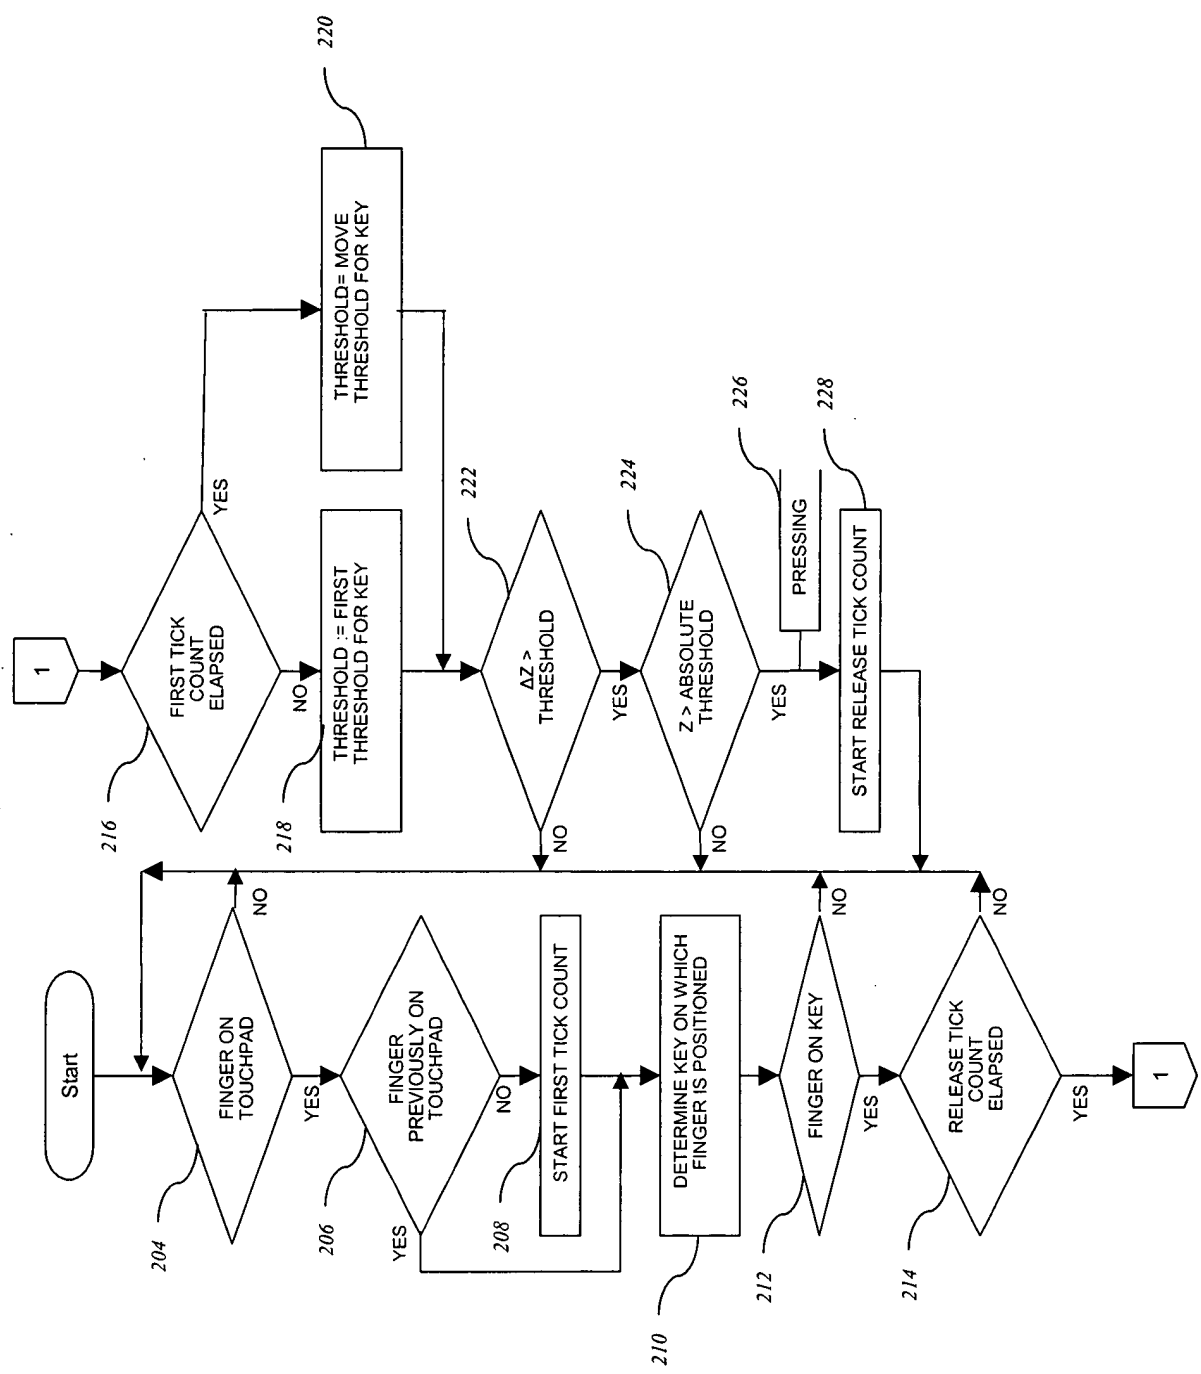 Start
204
FINGER ON
TOUCHPAD
NO
YES
206
FINGER
PREVIOUSLY ON
TOUCHPAD
YES
NO
208
START FIRST TICK COUNT
210
DETERMINE KEY ON WHICH
FINGER IS POSITIONED
212
FINGER ON KEY
NO
YES
214
RELEASE TICK
COUNT
ELAPSED
NO
YES
1
1
216
FIRST TICK
COUNT
ELAPSED
YES
NO
218
THRESHOLD := FIRST
THRESHOLD FOR KEY
220
THRESHOLD= MOVE
THRESHOLD FOR KEY
222
ΔZ >
THRESHOLD
NO
YES
224
Z > ABSOLUTE
THRESHOLD
NO
YES
226
PRESSING
228
START RELEASE TICK COUNT